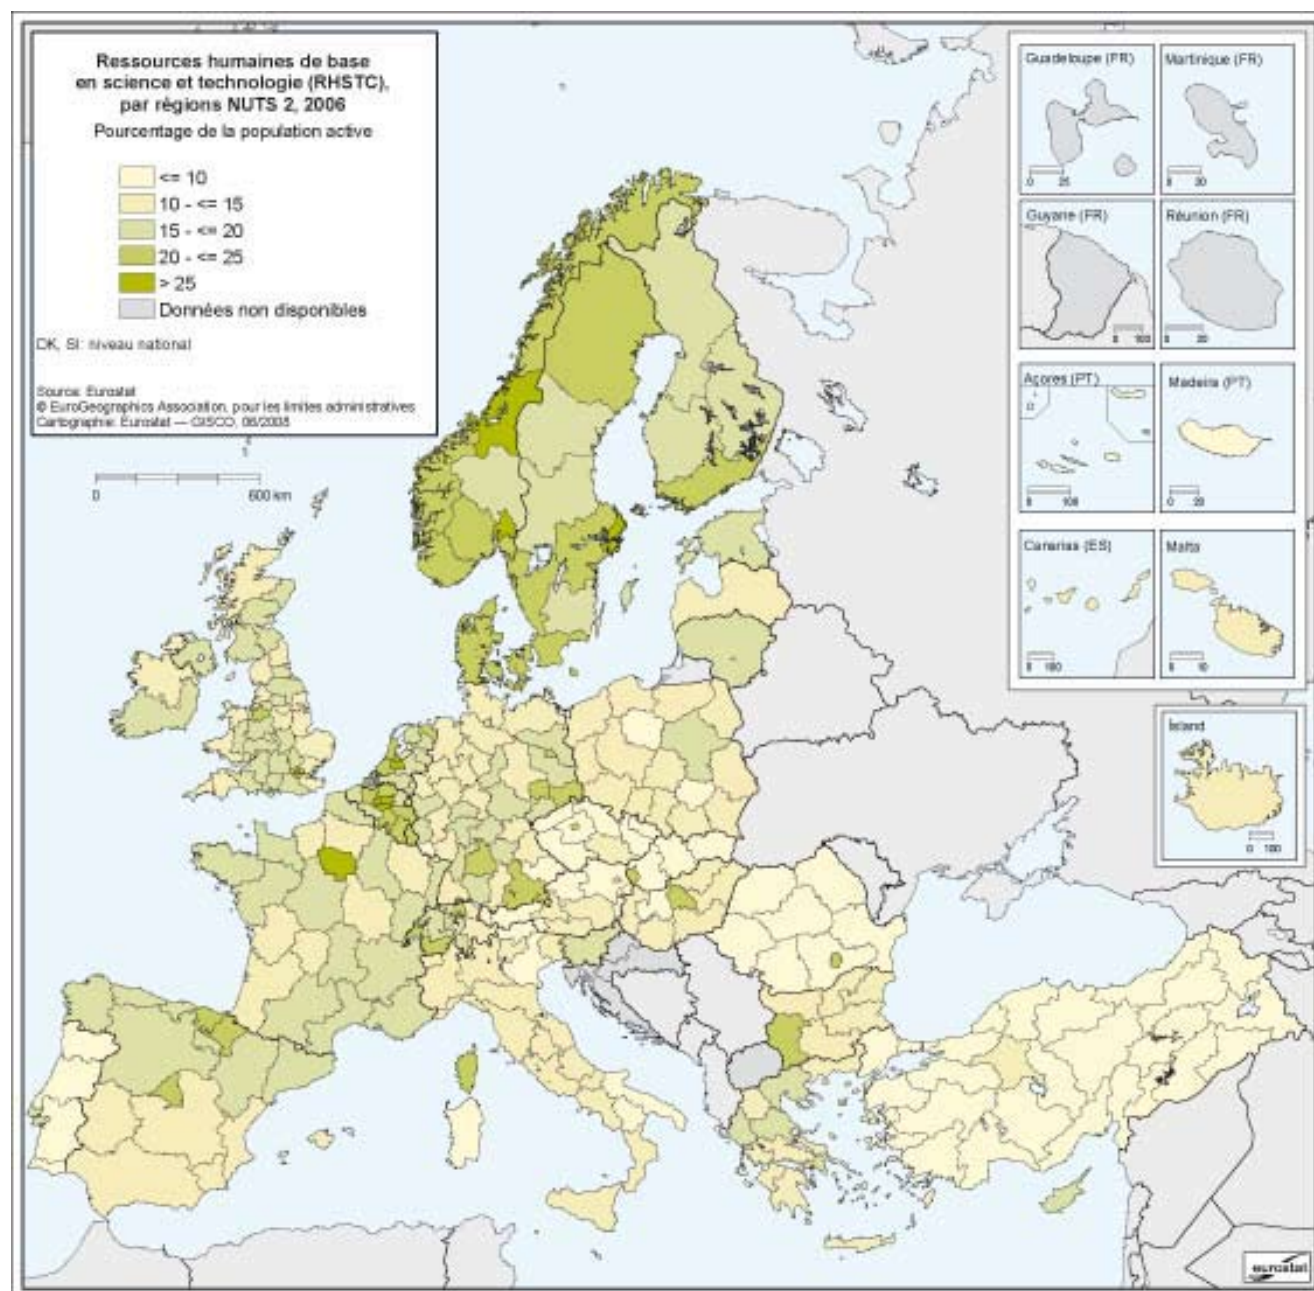 Ressources humaines de base
en science et technologie (RHSTC),
par régions NUTS 2, 2006
Pourcentage de la population active
<= 10
10 - <= 15
15 - <= 20
20 - <= 25
> 25
Données non disponibles
DK, SI: niveau national
Source: Eurostat
© EuroGeographics Association, pour les limites administratives
Cartographie: Eurostat — GISCO, 06/2008
0 600 km
Guadeloupe (FR)
0 25
Martinique (FR)
0 20
Guyane (FR)
0 100
Réunion (FR)
0 20
Açores (PT)
0 100
Madeira (PT)
0 20
Canarias (ES)
0 100
Malta
0 10
Ísland
0 100
eurostat